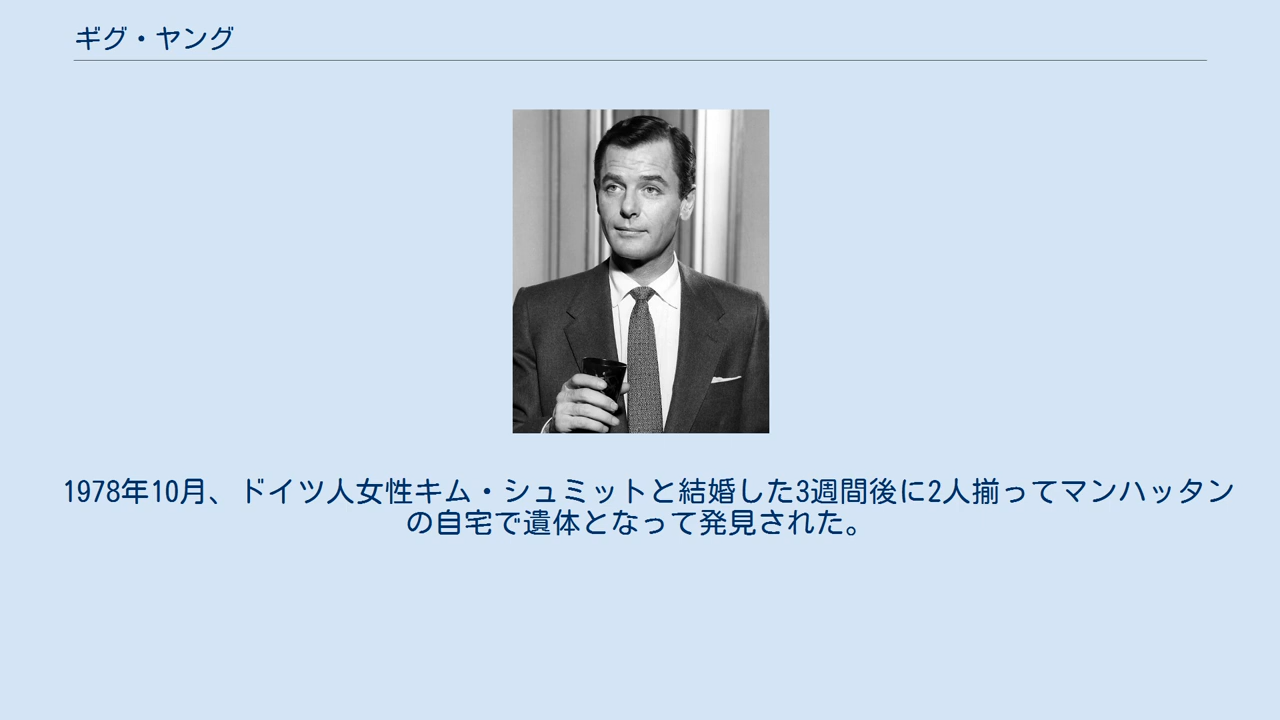 ギグ・ヤング
1978年10月、ドイツ人女性キム・シュミットと結婚した3週間後に2人揃ってマンハッタン
の自宅で遺体となって発見された。